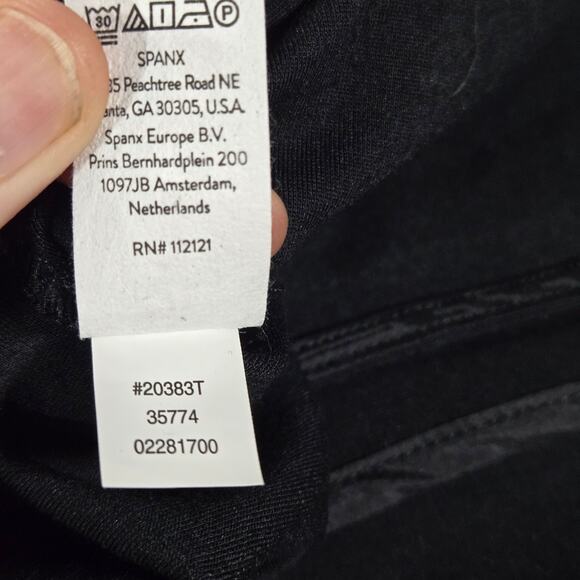 30 P
SPANX
35 Peachtree Road NE
GA 30305, U.S.A.
Spanx Europe B.V.
Prins Bernhardplein 200
1097JB Amsterdam,
Netherlands
RN# 112121
#20383T
35774
02281700